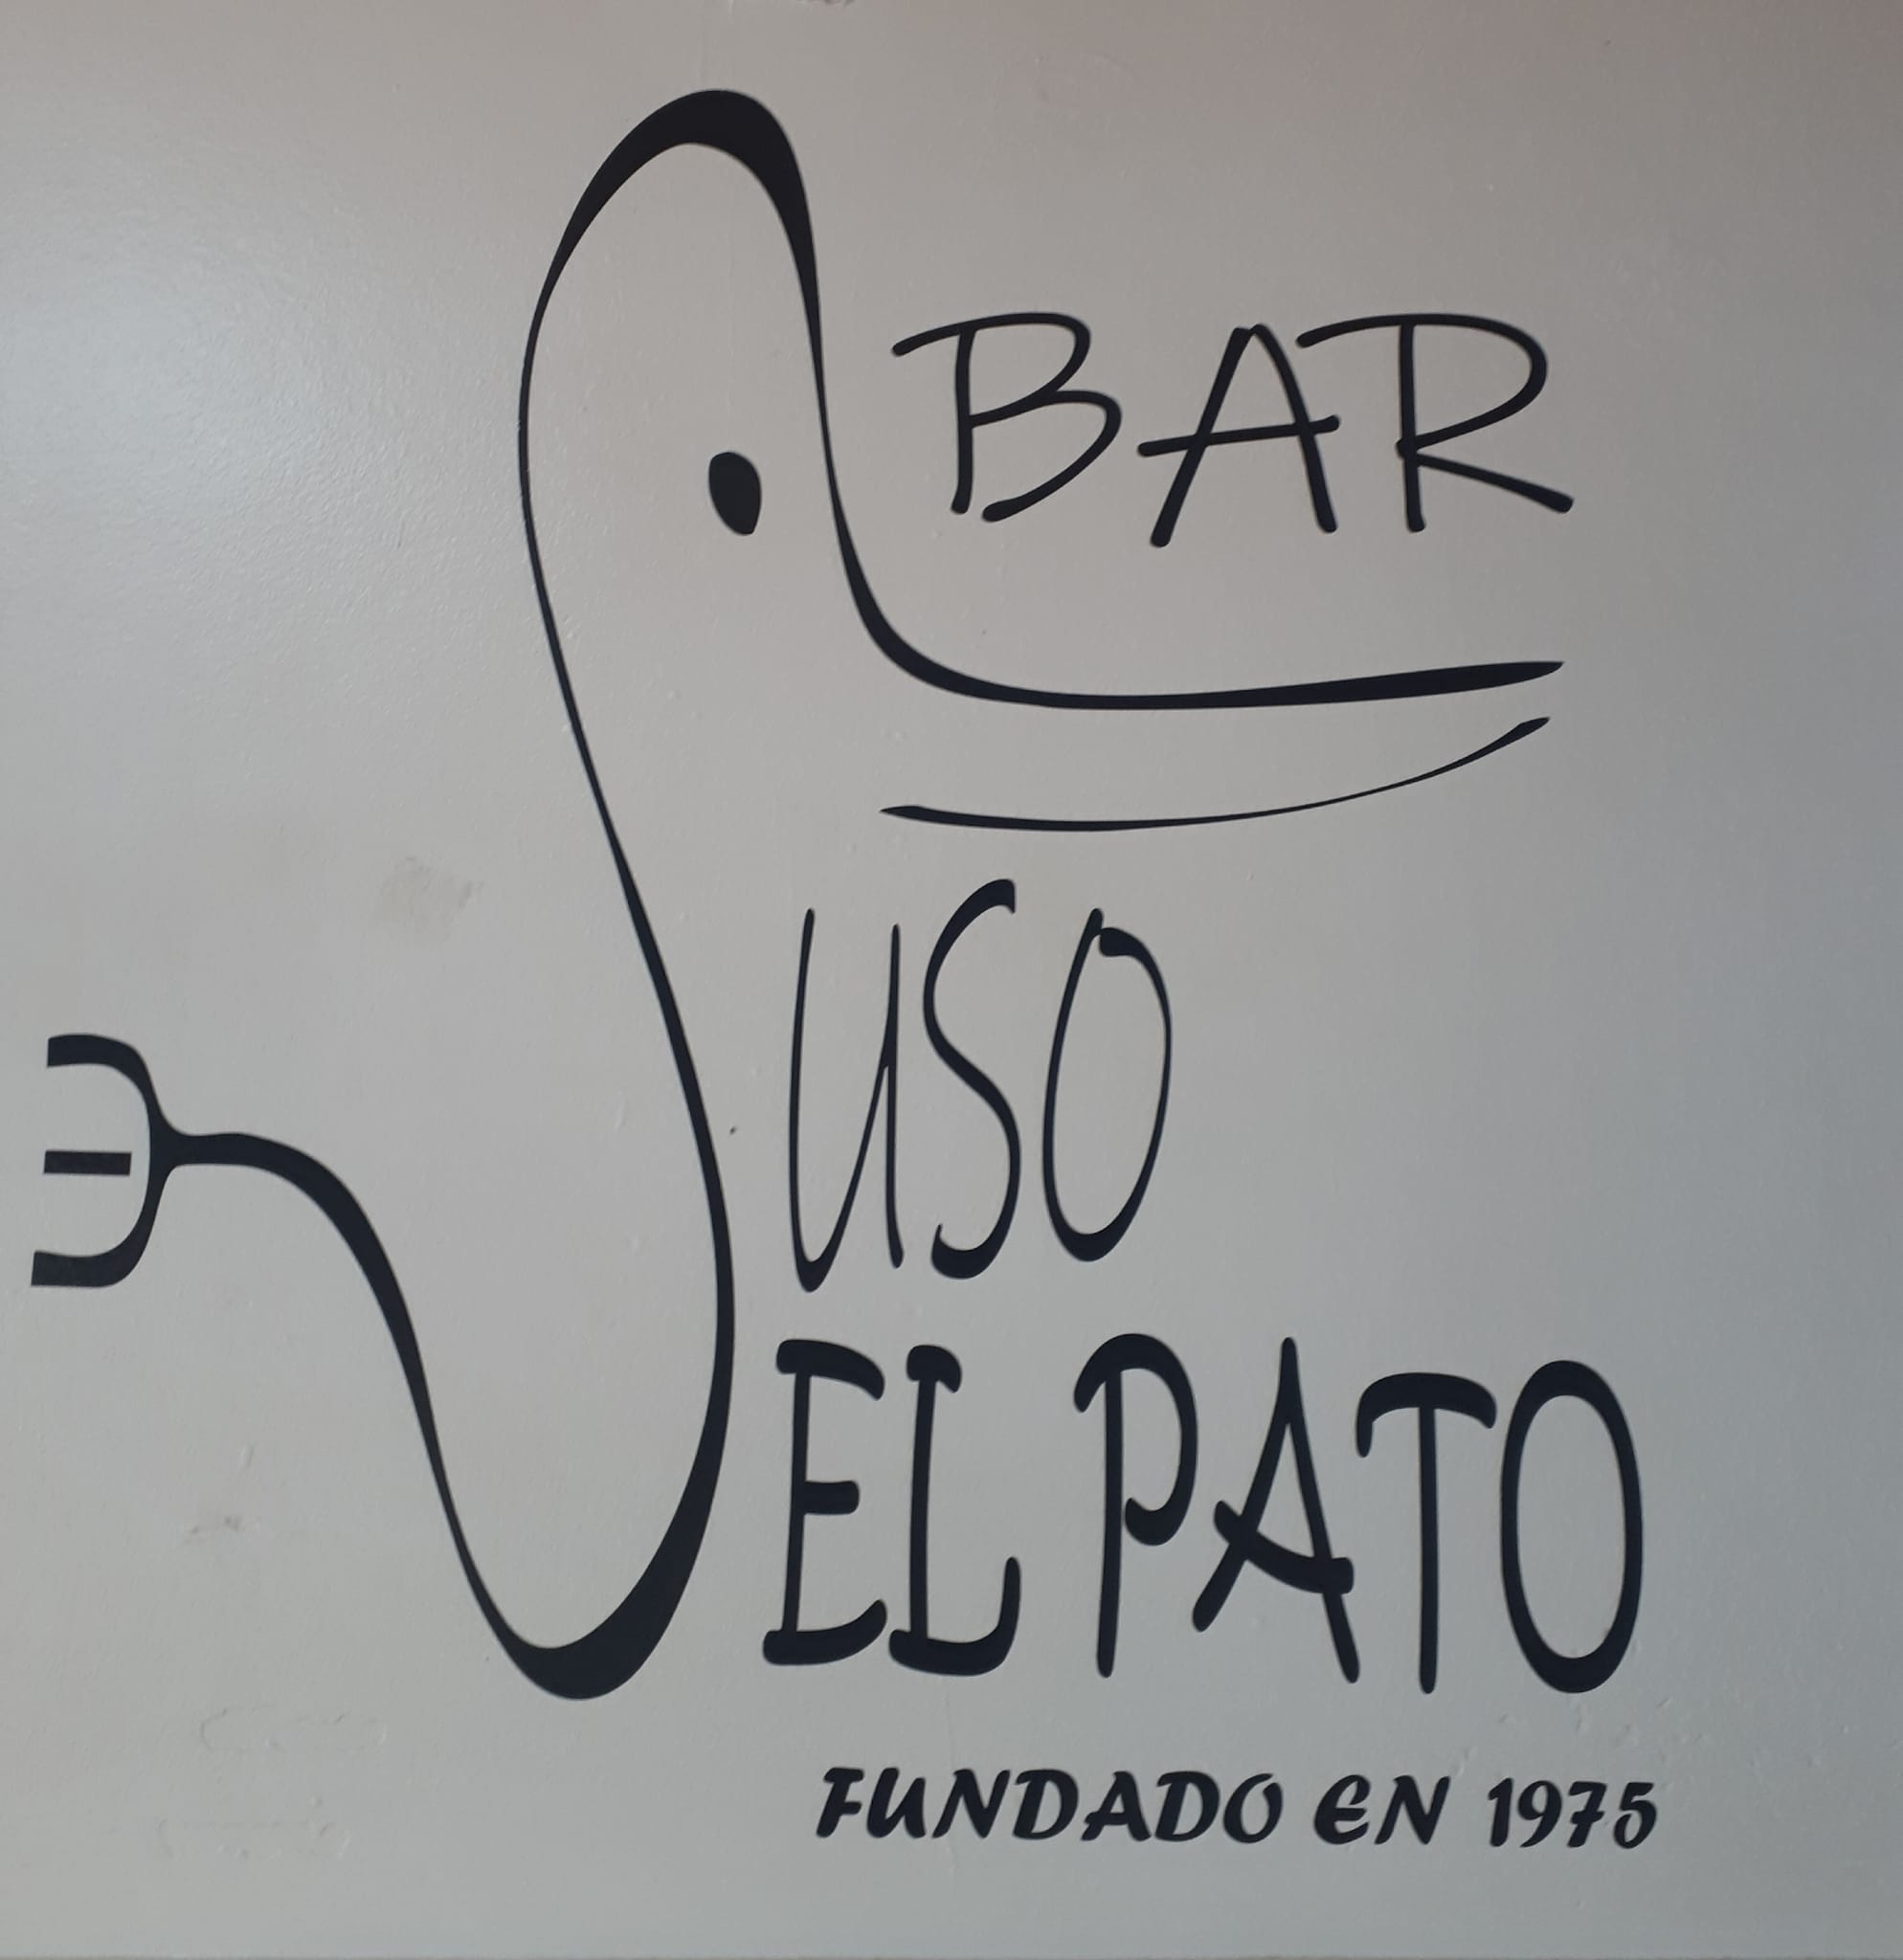 BAR
SUSO
EL PATO
FUNDADO EN 1975